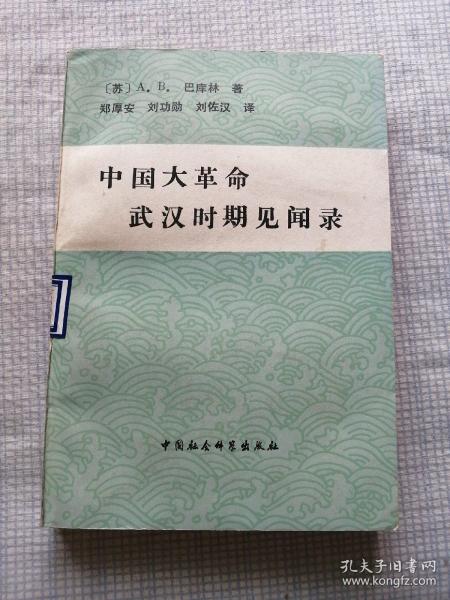 〔苏〕A．B．巴库林 著
郑厚安 刘功勋 刘佐汉 译
中国大革命
武汉时期见闻录
中国社会科学出版社
孔夫子旧书网
www.kongfz.com